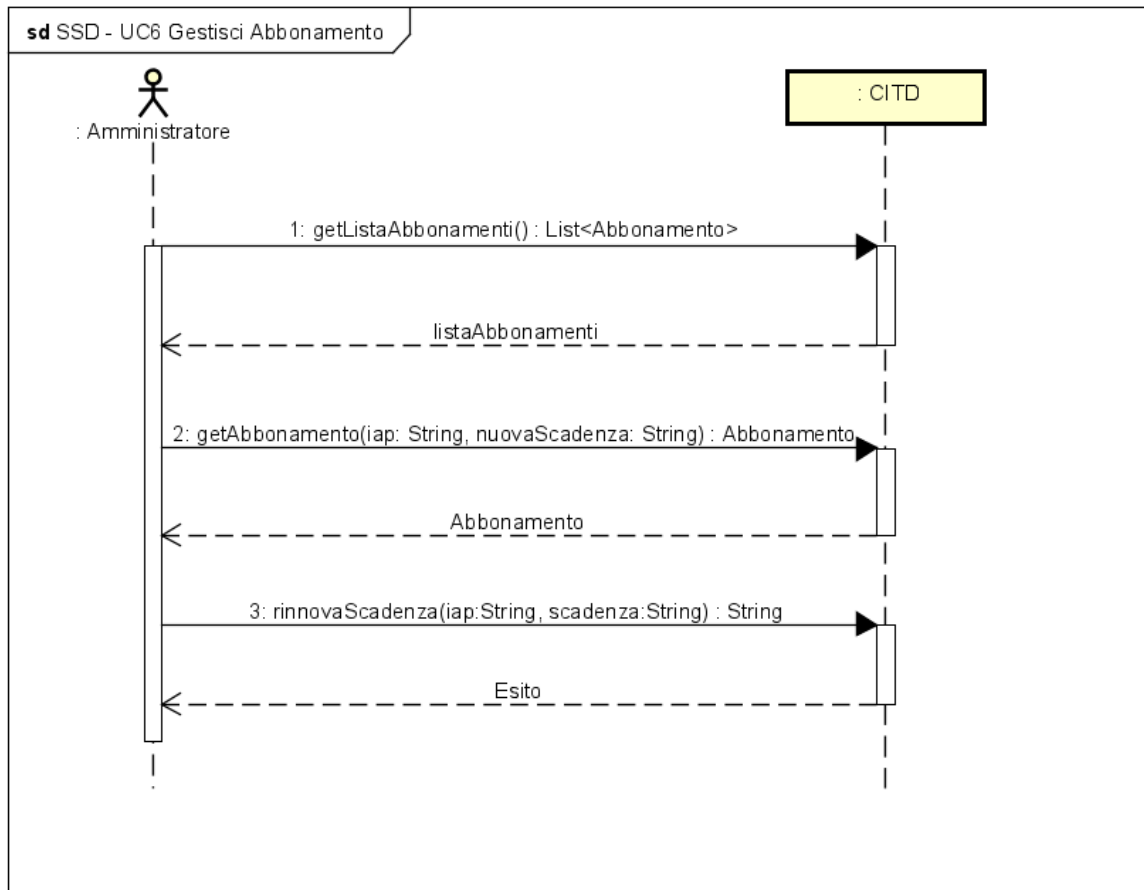 sd SSD - UC6 Gestisci Abbonamento
: Amministratore
: CITD
1: getListaAbbonamenti() : List<Abbonamento>
listaAbbonamenti
2: getAbbonamento(iap: String, nuovaScadenza: String) : Abbonamento
Abbonamento
3: rinnovaScadenza(iap:String, scadenza:String) : String
Esito